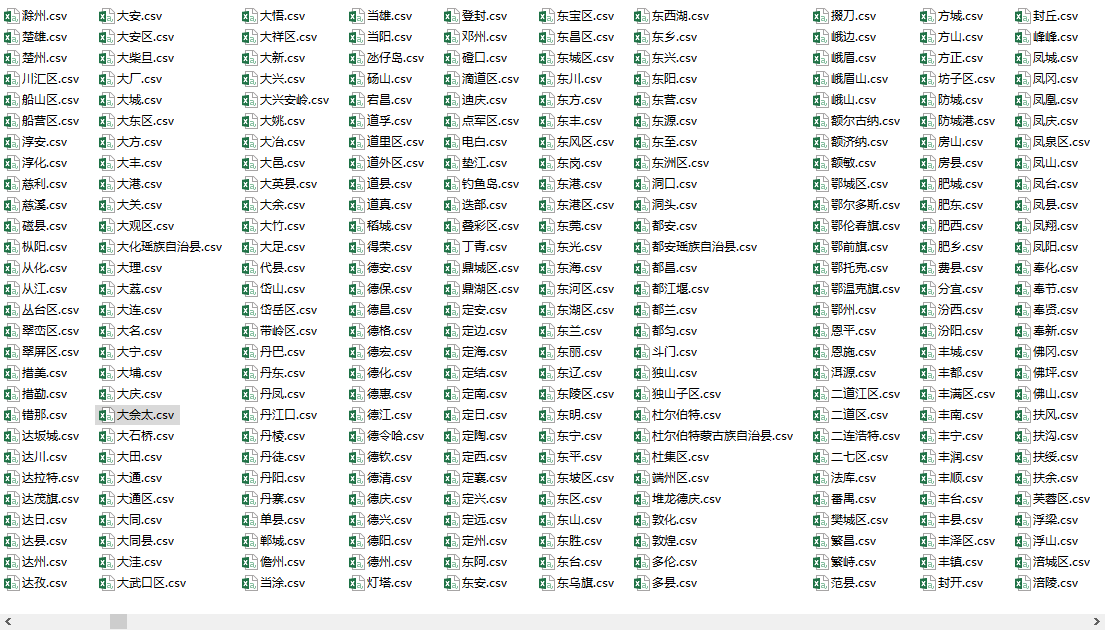 滁州.csv
楚雄.csv
楚州.csv
川汇区.csv
船山区.csv
船营区.csv
淳安.csv
淳化.csv
慈利.csv
慈溪.csv
磁县.csv
枞阳.csv
从化.csv
从江.csv
丛台区.csv
翠峦区.csv
翠屏区.csv
措美.csv
措勤.csv
错那.csv
达坂城.csv
达川.csv
达拉特.csv
达茂旗.csv
达日.csv
达县.csv
达州.csv
达孜.csv
大安.csv
大安区.csv
大柴旦.csv
大厂.csv
大城.csv
大东区.csv
大方.csv
大丰.csv
大港.csv
大关.csv
大观区.csv
大化瑶族自治县.csv
大理.csv
大荔.csv
大连.csv
大名.csv
大宁.csv
大埔.csv
大庆.csv
大佘太.csv
大石桥.csv
大田.csv
大通.csv
大通区.csv
大同.csv
大同县.csv
大洼.csv
大武口区.csv
大悟.csv
大祥区.csv
大新.csv
大兴.csv
大兴安岭.csv
大姚.csv
大冶.csv
大邑.csv
大英县.csv
大余.csv
大竹.csv
大足.csv
代县.csv
岱山.csv
岱岳区.csv
带岭区.csv
丹巴.csv
丹东.csv
丹凤.csv
丹江口.csv
丹棱.csv
丹徒.csv
丹阳.csv
丹寨.csv
单县.csv
郸城.csv
儋州.csv
当涂.csv
当雄.csv
当阳.csv
氹仔岛.csv
砀山.csv
宕昌.csv
道孚.csv
道里区.csv
道外区.csv
道县.csv
道真.csv
稻城.csv
得荣.csv
德安.csv
德保.csv
德昌.csv
德格.csv
德宏.csv
德化.csv
德惠.csv
德江.csv
德令哈.csv
德钦.csv
德清.csv
德庆.csv
德兴.csv
德阳.csv
德州.csv
灯塔.csv
登封.csv
邓州.csv
磴口.csv
滴道区.csv
迪庆.csv
点军区.csv
电白.csv
垫江.csv
钓鱼岛.csv
迭部.csv
叠彩区.csv
丁青.csv
鼎城区.csv
鼎湖区.csv
定安.csv
定边.csv
定海.csv
定结.csv
定南.csv
定日.csv
定陶.csv
定西.csv
定襄.csv
定兴.csv
定远.csv
定州.csv
东阿.csv
东安.csv
东宝区.csv
东昌区.csv
东城区.csv
东川.csv
东方.csv
东丰.csv
东风区.csv
东岗.csv
东港.csv
东港区.csv
东莞.csv
东光.csv
东海.csv
东河区.csv
东湖区.csv
东兰.csv
东丽.csv
东辽.csv
东陵区.csv
东明.csv
东宁.csv
东平.csv
东坡区.csv
东区.csv
东山.csv
东胜.csv
东台.csv
东乌旗.csv
东西湖.csv
东乡.csv
东兴.csv
东阳.csv
东营.csv
东源.csv
东至.csv
东洲区.csv
洞口.csv
洞头.csv
都安.csv
都安瑶族自治县.csv
都昌.csv
都江堰.csv
都兰.csv
都匀.csv
斗门.csv
独山.csv
独山子区.csv
杜尔伯特.csv
杜尔伯特蒙古族自治县.csv
杜集区.csv
端州区.csv
堆龙德庆.csv
敦化.csv
敦煌.csv
多伦.csv
多县.csv
掇刀.csv
峨边.csv
峨眉.csv
峨眉山.csv
峨山.csv
额尔古纳.csv
额济纳.csv
额敏.csv
鄂城区.csv
鄂尔多斯.csv
鄂伦春旗.csv
鄂前旗.csv
鄂托克.csv
鄂温克旗.csv
鄂州.csv
恩平.csv
恩施.csv
洱源.csv
二道江区.csv
二道区.csv
二连浩特.csv
二七区.csv
法库.csv
番禺.csv
樊城区.csv
繁昌.csv
繁峙.csv
范县.csv
方城.csv
方山.csv
方正.csv
坊子区.csv
防城.csv
防城港.csv
房山.csv
房县.csv
肥城.csv
肥东.csv
肥西.csv
肥乡.csv
费县.csv
分宜.csv
汾西.csv
汾阳.csv
丰城.csv
丰都.csv
丰满区.csv
丰南.csv
丰宁.csv
丰润.csv
丰顺.csv
丰台.csv
丰县.csv
丰泽区.csv
丰镇.csv
封开.csv
封丘.csv
峰峰.csv
凤城.csv
凤冈.csv
凤凰.csv
凤庆.csv
凤泉区.csv
凤山.csv
凤台.csv
凤县.csv
凤翔.csv
凤阳.csv
奉化.csv
奉节.csv
奉贤.csv
奉新.csv
佛冈.csv
佛坪.csv
佛山.csv
扶风.csv
扶沟.csv
扶绥.csv
扶余.csv
芙蓉区.csv
浮梁.csv
浮山.csv
涪城区.csv
涪陵.csv